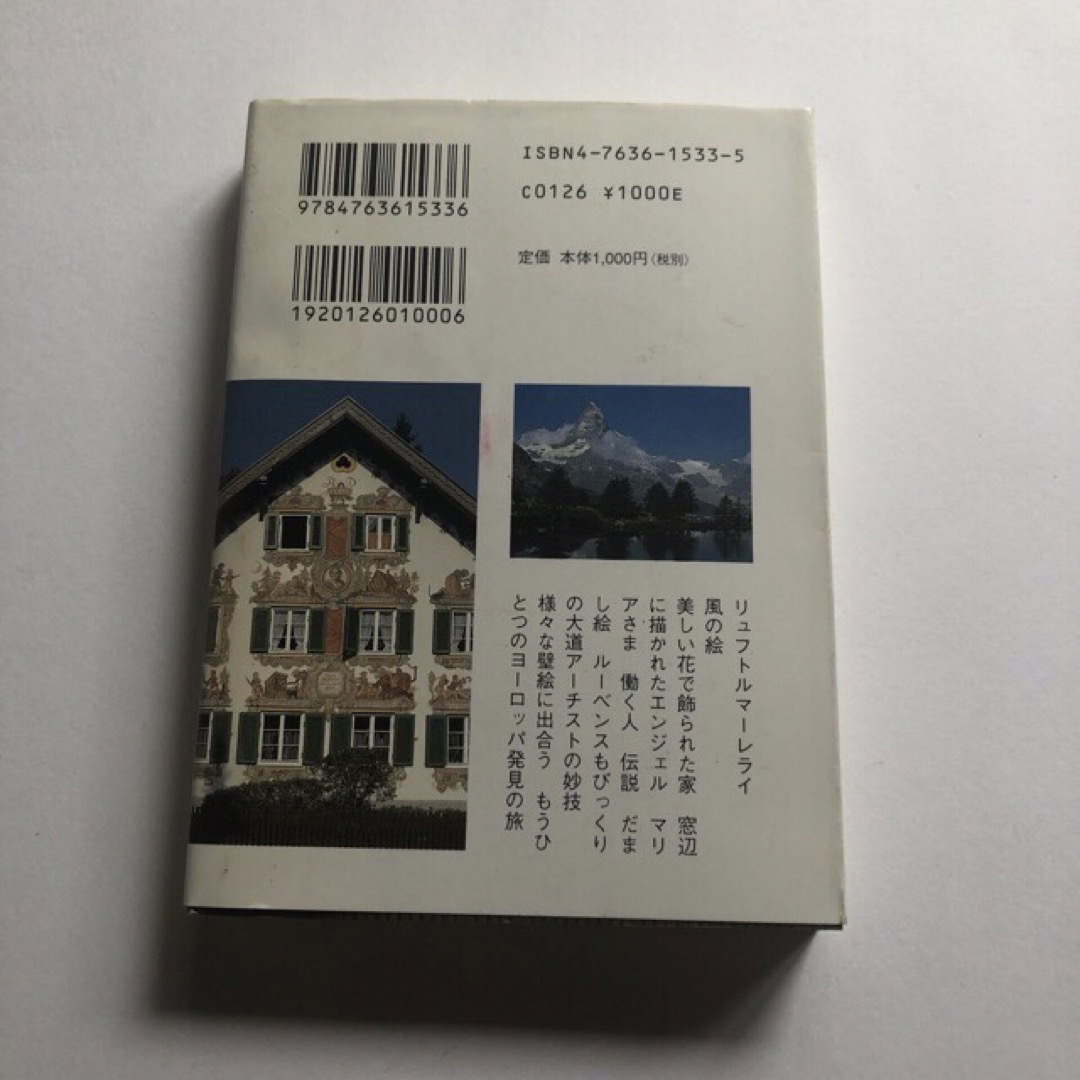 ISBN4-7636-1533-5
C0126 ¥1000E
9784763615336
定価 本体1,000円(税別)
1920126010006
リュフトルマーレライ
風の絵
美しい花で飾られた家 窓辺
に描かれたエンジェル マリ
アさま 働く人 伝説 だま
し絵 ルーベンスもびっくり
の大道アーチストの妙技
様々な壁絵に出合う もうひ
とつのヨーロッパ発見の旅